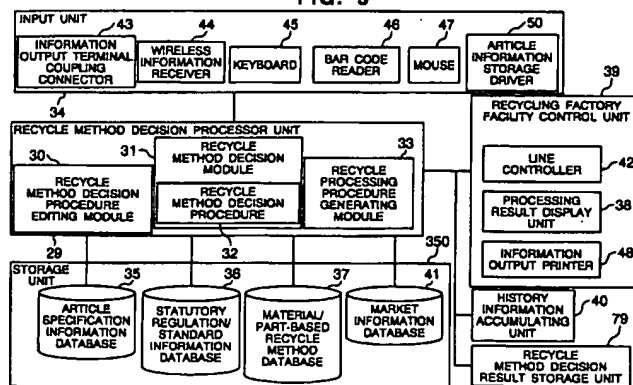 FIG. 9
INPUT UNIT
43
44
45
46
47
50
INFORMATION
OUTPUT TERMINAL
COUPLING
CONNECTOR
WIRELESS
INFORMATION
RECEIVER
KEYBOARD
BAR CODE
READER
MOUSE
ARTICLE
INFORMATION
STORAGE
DRIVER
34
39
RECYCLING FACTORY
FACILITY CONTROL UNIT
LINE
CONTROLLER
42
PROCESSING
RESULT DISPLAY
UNIT
38
INFORMATION
OUTPUT PRINTER
48
RECYCLE METHOD DECISION PROCESSOR UNIT
30
31
33
RECYCLE
METHOD DECISION
PROCEDURE
EDITING MODULE
RECYCLE
METHOD DECISION
MODULE
RECYCLE
METHOD DECISION
PROCEDURE
RECYCLE
PROCESSING
PROCEDURE
GENERATING
MODULE
29
32
350
STORAGE
UNIT
35
36
37
41
ARTICLE
SPECIFICATION
INFORMATION
DATABASE
STATUTORY
REGULATION/
STANDARD
INFORMATION
DATABASE
MATERIAL/
PART-BASED
RECYCLE
METHOD
DATABASE
MARKET
INFORMATION
DATABASE
HISTORY
INFORMATION
ACCUMULATING
UNIT
40
79
RECYCLE
METHOD DECISION
RESULT STORAGE UNIT